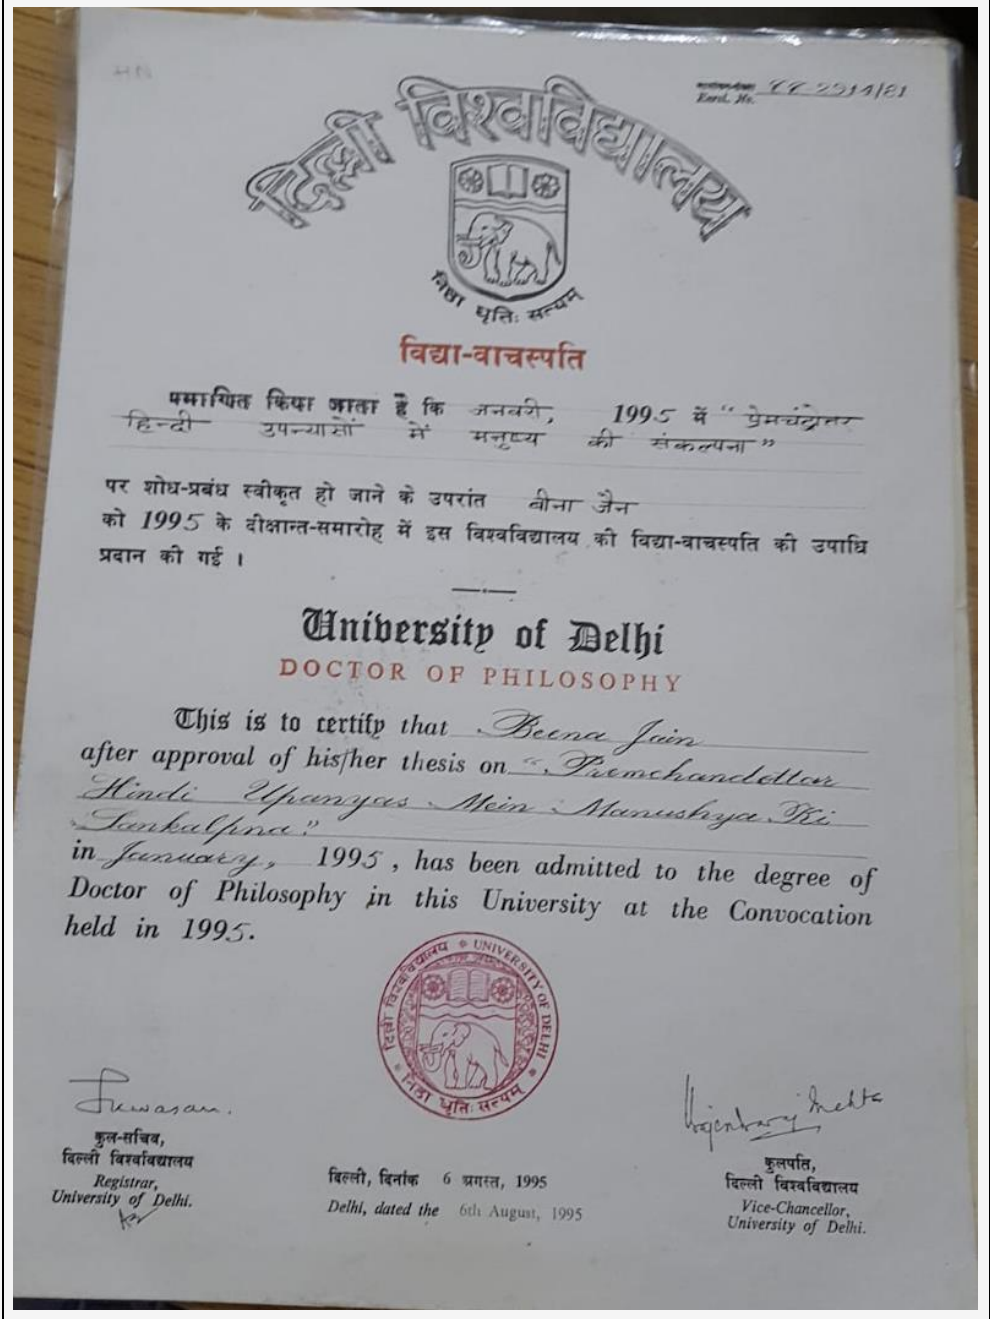 HN
Enrl. No. 2914/81
दिल्ली विश्वविद्यालय
निष्ठा धृतिः सत्यम्
विद्या-वाचस्पति
प्रमाणित किया जाता है कि जनवरी, 1995 में “प्रेमचंदोत्तर
हिन्दी उपन्यासों में मनुष्य की संकल्पना”
पर शोध-प्रबंध स्वीकृत हो जाने के उपरांत बीना जैन
को 1995 के दीक्षान्त-समारोह में इस विश्वविद्यालय की विद्या-वाचस्पति की उपाधि
प्रदान की गई ।
University of Delhi
DOCTOR OF PHILOSOPHY
This is to certify that Beena Jain
after approval of his/her thesis on “Premchandottar
Hindi Upanyas Mein Manushya Ki
Sankalpna”
in January, 1995, has been admitted to the degree of
Doctor of Philosophy in this University at the Convocation
held in 1995.
दिल्ली विश्वविद्यालय * UNIVERSITY OF DELHI *
निष्ठा धृतिः सत्यम्
कुल-सचिव,
दिल्ली विश्वविद्यालय
Registrar,
University of Delhi.
दिल्ली, दिनांक 6 अगस्त, 1995
Delhi, dated the 6th August, 1995
Mehta
कुलपति,
दिल्ली विश्वविद्यालय
Vice-Chancellor,
University of Delhi.